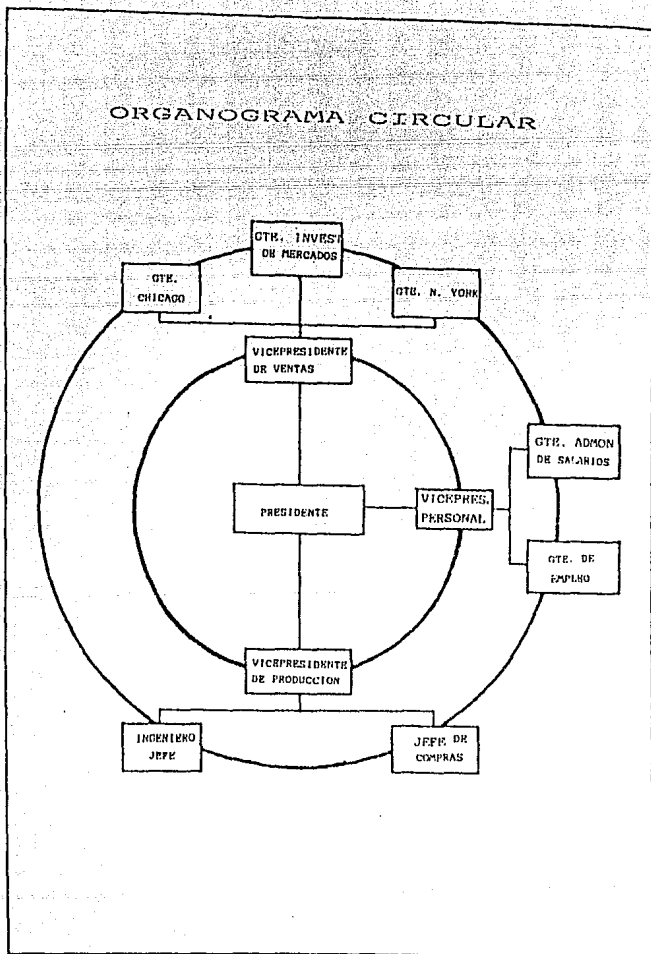 ORGANOGRAMA CIRCULAR
GTE. INVEST
DE MERCADOS
GTE.
CHICAGO
GTE. N. YORK
VICEPRESIDENTE
DE VENTAS
GTE. ADMON
DE SALARIOS
PRESIDENTE
VICEPRES.
PERSONAL
GTE. DE
EMPLEO
VICEPRESIDENTE
DE PRODUCCION
INGENIERO
JEFE
JEFE DE
COMPRAS